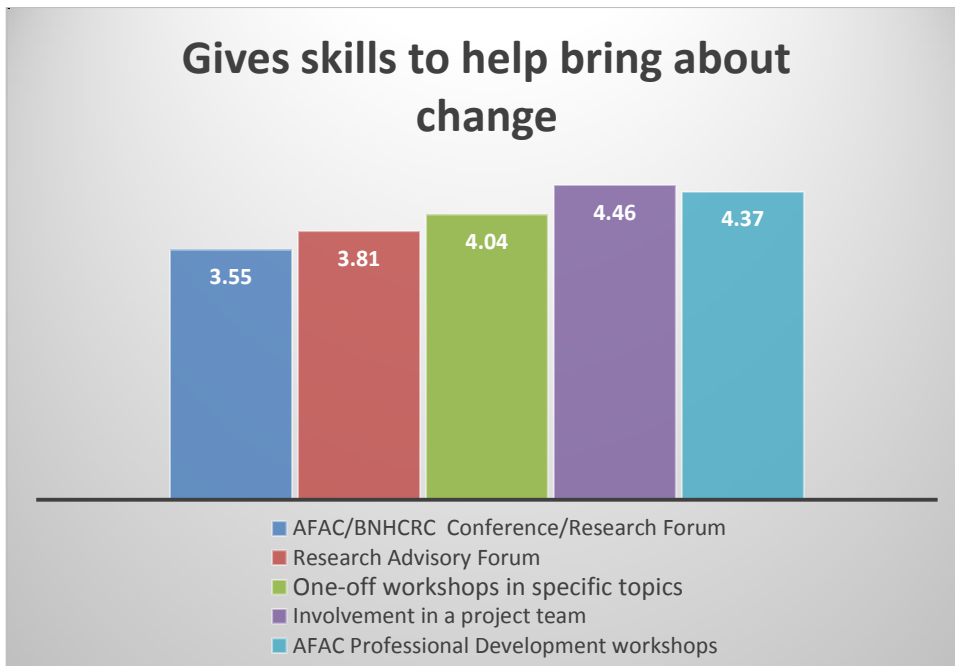 Gives skills to help bring about
change
3.55
3.81
4.04
4.46
4.37
AFAC/BNHCRC  Conference/Research Forum
Research Advisory Forum
One-off workshops in specific topics
Involvement in a project team
AFAC Professional Development workshops